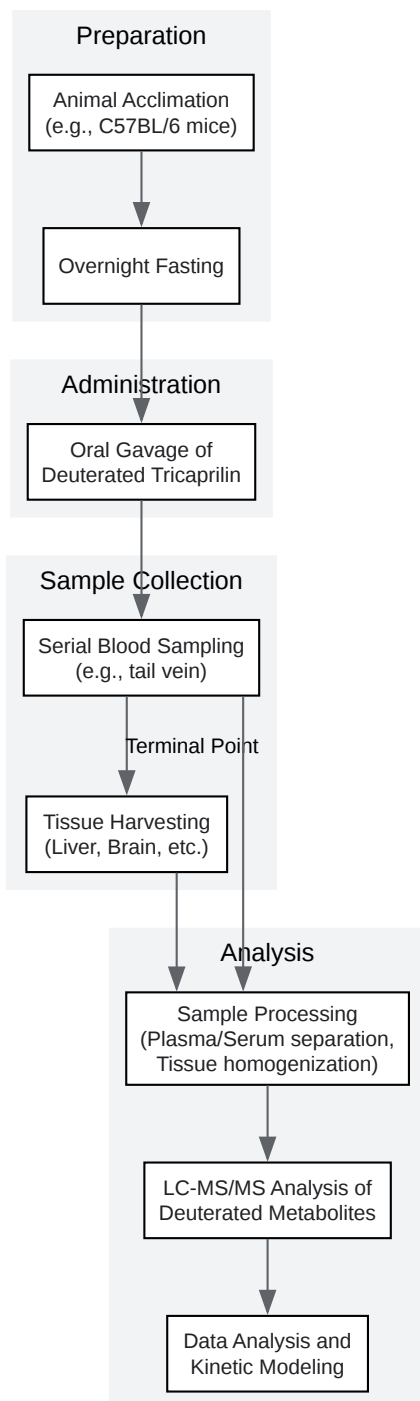 Preparation
Animal Acclimation
(e.g., C57BL/6 mice)
Overnight Fasting
Administration
Oral Gavage of
Deuterated Tricaprilin
Sample Collection
Serial Blood Sampling
(e.g., tail vein)
Terminal Point
Tissue Harvesting
(Liver, Brain, etc.)
Analysis
Sample Processing
(Plasma/Serum separation,
Tissue homogenization)
LC-MS/MS Analysis of
Deuterated Metabolites
Data Analysis and
Kinetic Modeling